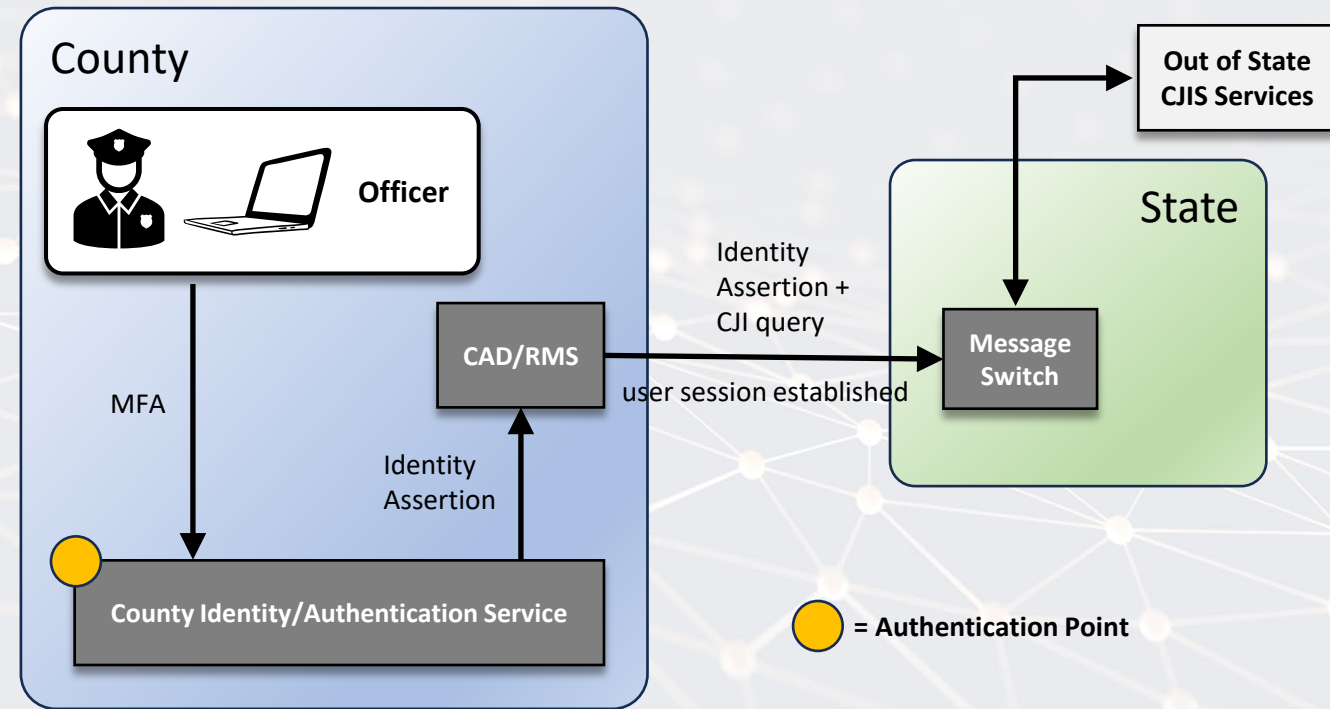 County
Officer
MFA
Identity
Assertion
CAD/RMS
County Identity/Authentication Service
Identity
Assertion +
CJI query
user session established
Out of State
CJIS Services
State
Message
Switch
= Authentication Point